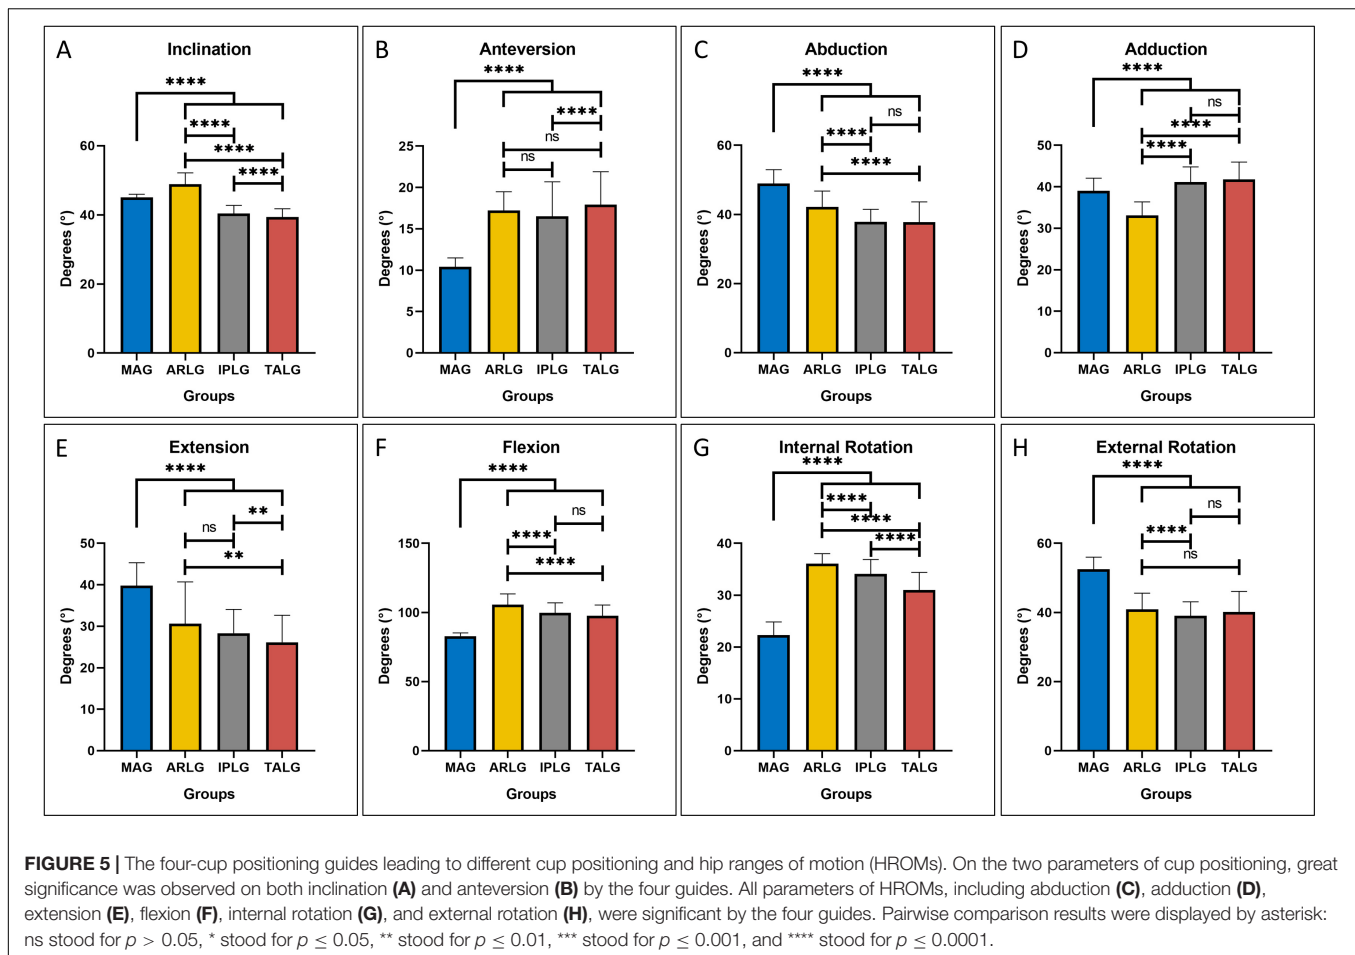 A
Inclination
****
****
****
****
60
40
20
0
Degrees (°)
MAG ARLG IPLG TALG
Groups
B
Anteversion
****
****
ns
ns
25
20
15
10
5
0
Degrees (°)
MAG ARLG IPLG TALG
Groups
C
Abduction
****
ns
****
****
60
40
20
0
Degrees (°)
MAG ARLG IPLG TALG
Groups
D
Adduction
****
ns
****
****
50
40
30
20
10
0
Degrees (°)
MAG ARLG IPLG TALG
Groups
E
Extension
****
**
ns
**
50
40
30
20
10
0
Degrees (°)
MAG ARLG IPLG TALG
Groups
F
Flexion
****
ns
****
****
150
100
50
0
Degrees (°)
MAG ARLG IPLG TALG
Groups
G
Internal Rotation
****
****
****
****
40
30
20
10
0
Degrees (°)
MAG ARLG IPLG TALG
Groups
H
External Rotation
****
ns
****
ns
60
40
20
0
Degrees (°)
MAG ARLG IPLG TALG
Groups
FIGURE 5 | The four-cup positioning guides leading to different cup positioning and hip ranges of motion (HROMs). On the two parameters of cup positioning, great
significance was observed on both inclination (A) and anteversion (B) by the four guides. All parameters of HROMs, including abduction (C), adduction (D),
extension (E), flexion (F), internal rotation (G), and external rotation (H), were significant by the four guides. Pairwise comparison results were displayed by asterisk:
ns stood for p > 0.05, * stood for p ≤ 0.05, ** stood for p ≤ 0.01, *** stood for p ≤ 0.001, and **** stood for p ≤ 0.0001.